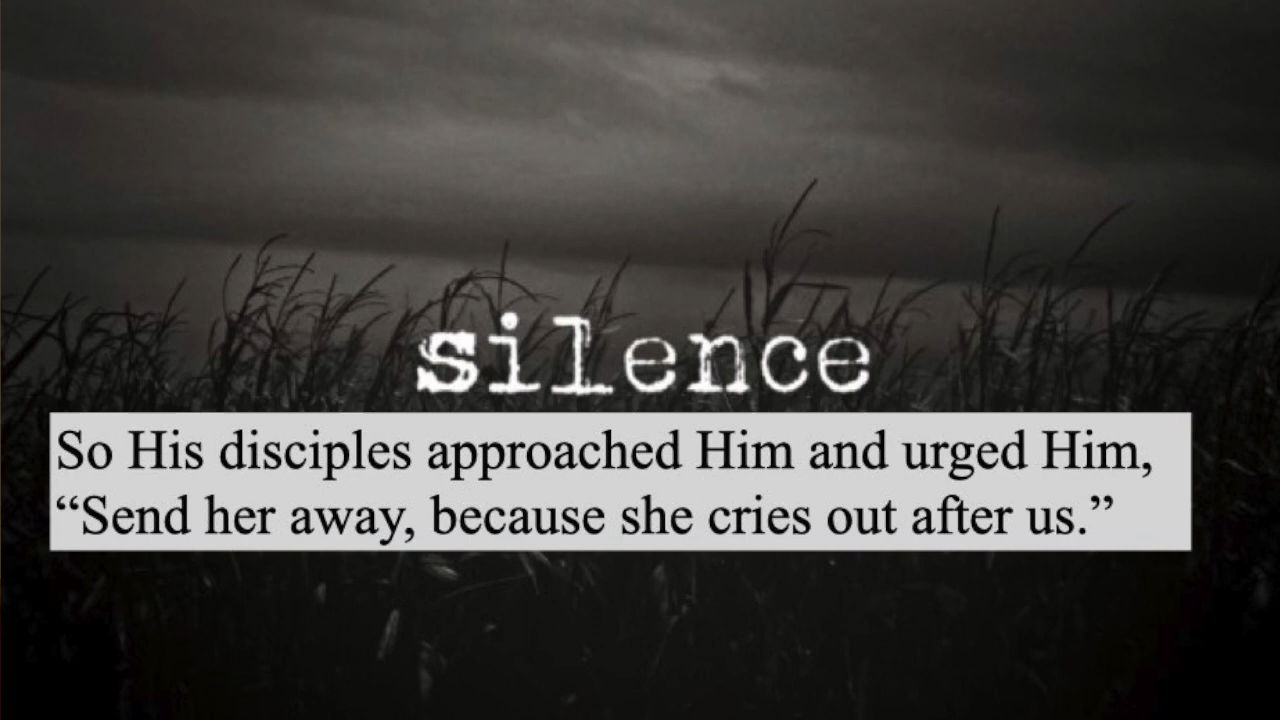 silence
So His disciples approached Him and urged Him,
“Send her away, because she cries out after us.”